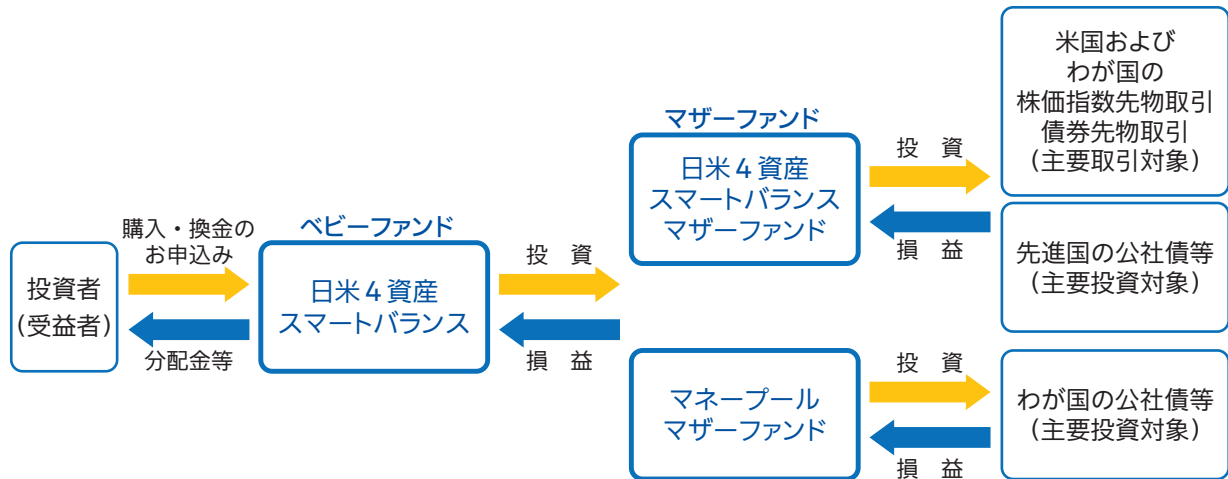 投資者
（受益者）
購入・換金の
お申込み
分配金等
ベビーファンド
日米４資産
スマートバランス
投　資
損　益
マザーファンド
日米４資産
スマートバランス
マザーファンド
投　資
損　益
米国および
わが国の
株価指数先物取引
債券先物取引
（主要取引対象）
先進国の公社債等
（主要投資対象）
マネープール
マザーファンド
投　資
損　益
わが国の公社債等
（主要投資対象）